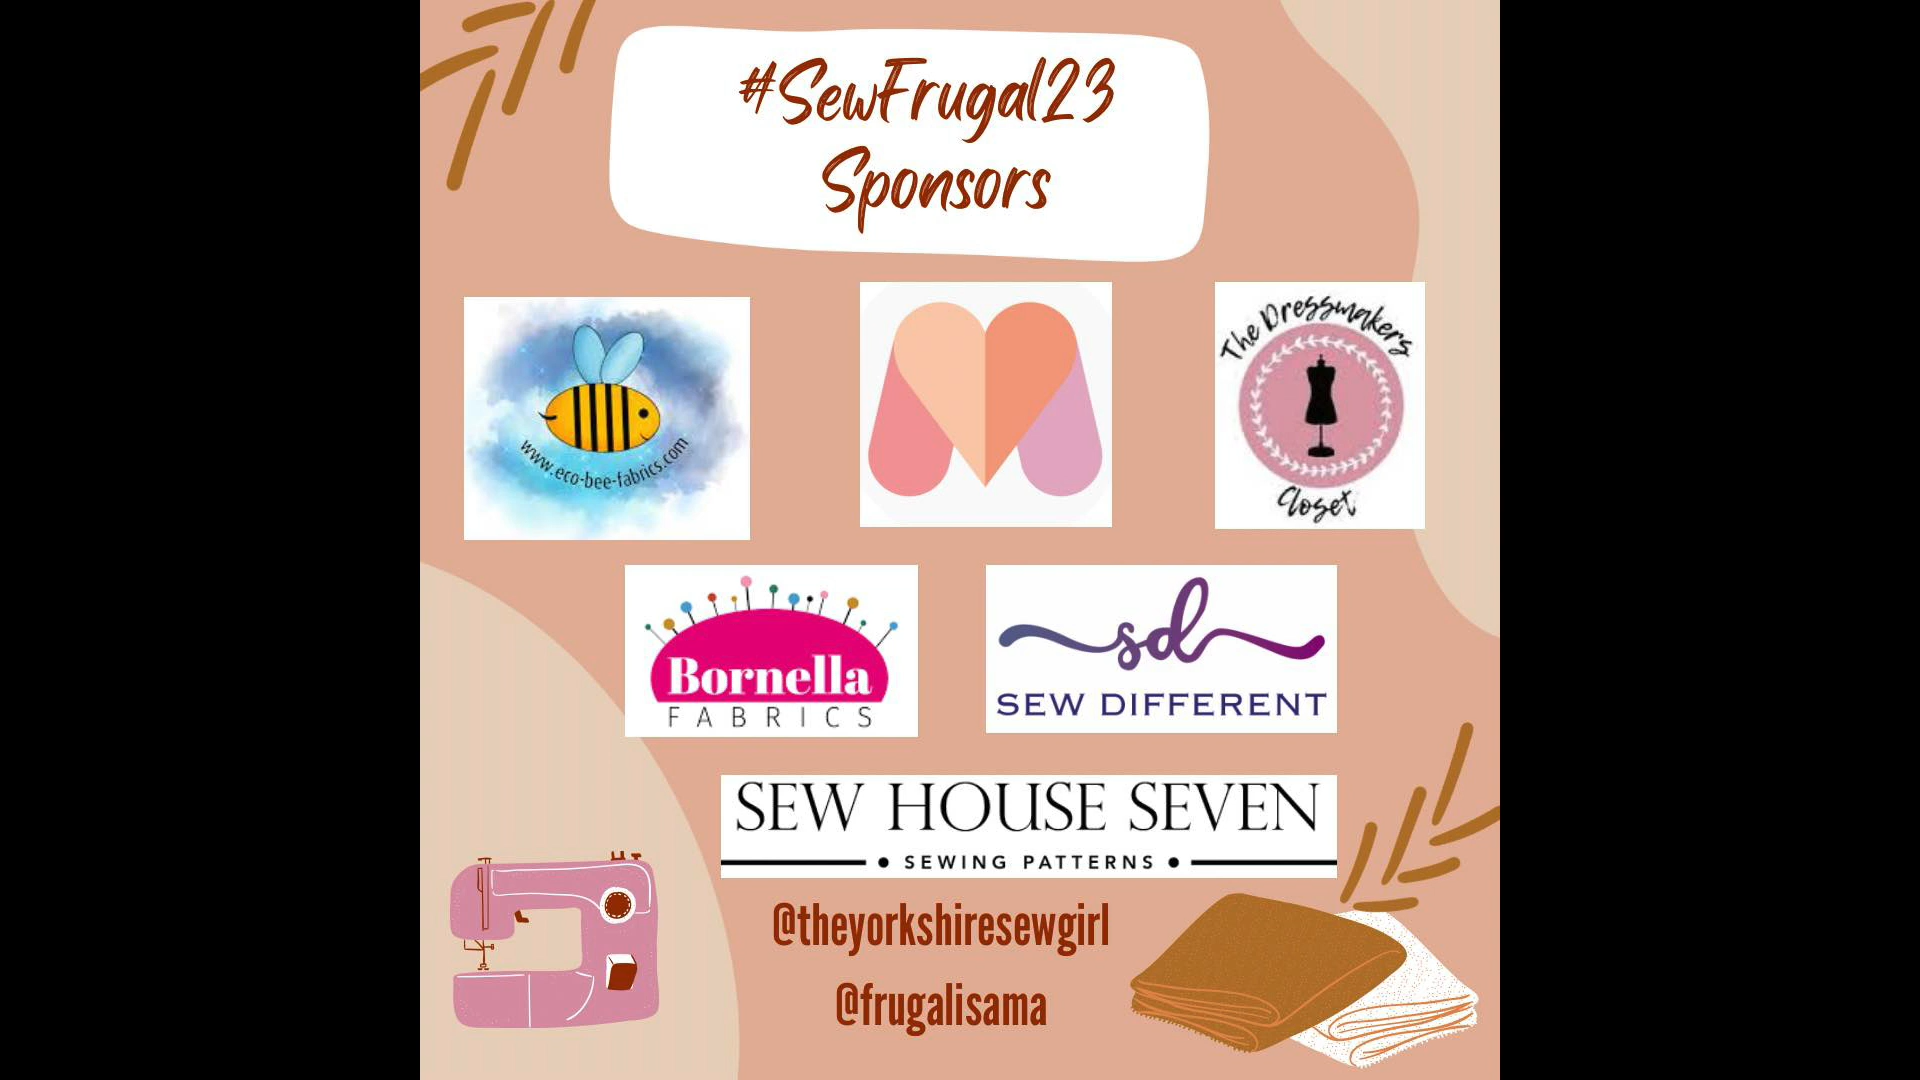 #SewFrugal23
Sponsors
www.eco-bee-fabrics.com
The Dressmakers
Closet
Bornella
FABRICS
sd
SEW DIFFERENT
SEW HOUSE SEVEN
• SEWING PATTERNS •
@theyorkshiresewgirl
@frugalisama